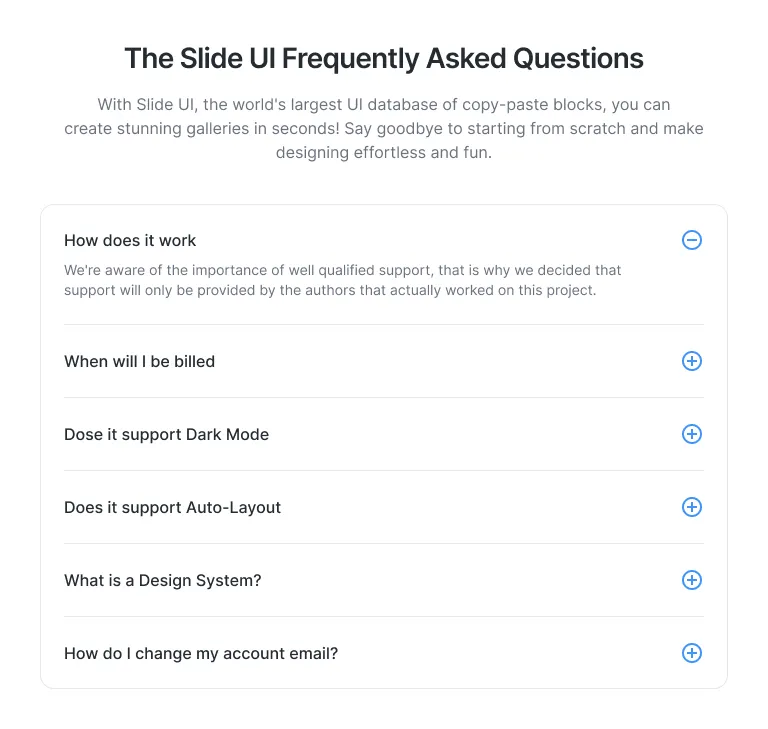 The Slide UI Frequently Asked Questions
With Slide UI, the world's largest UI database of copy-paste blocks, you can
create stunning galleries in seconds! Say goodbye to starting from scratch and make
designing effortless and fun.
How does it work
We're aware of the importance of well qualified support, that is why we decided that
support will only be provided by the authors that actually worked on this project.
When will I be billed
Dose it support Dark Mode
Does it support Auto-Layout
What is a Design System?
How do I change my account email?